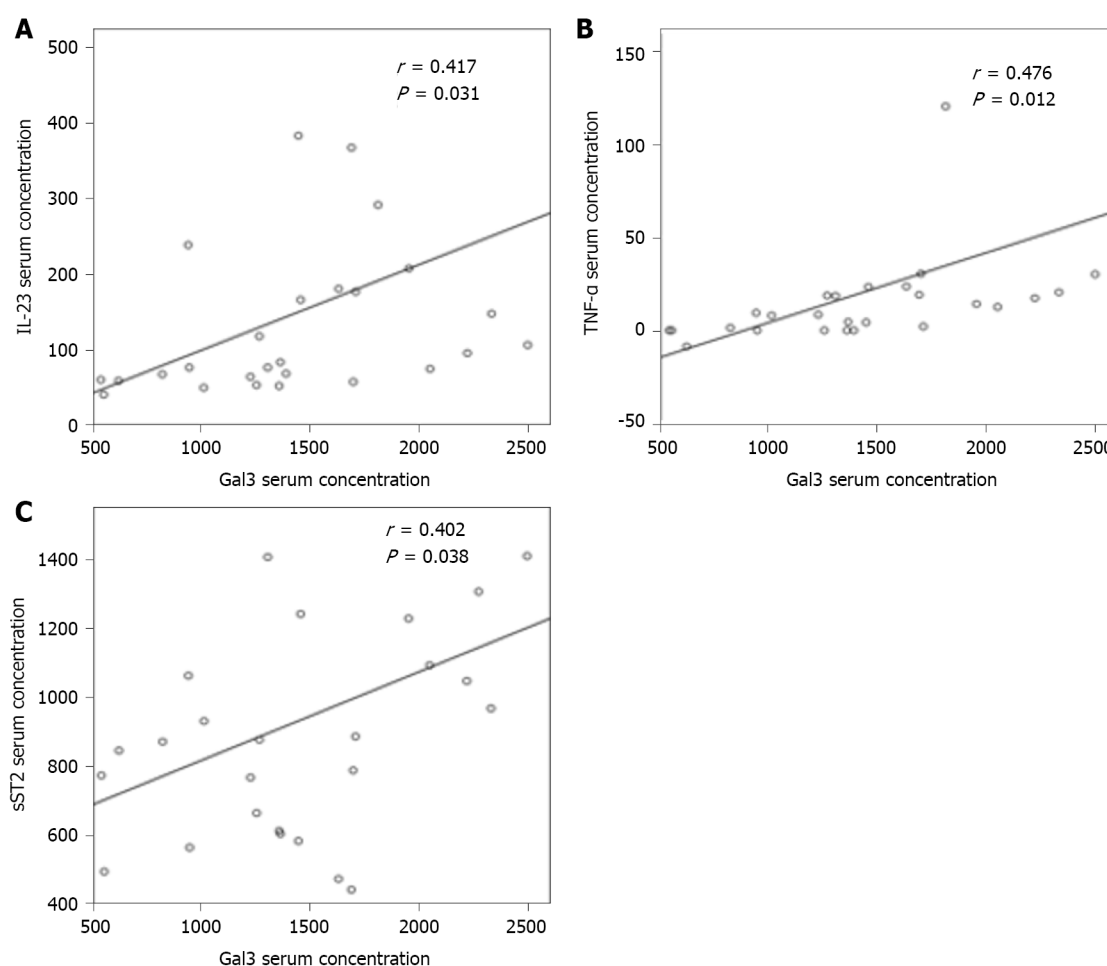 A
r = 0.417
P = 0.031
IL-23 serum concentration
500
400
300
200
100
0
500
1000
1500
2000
2500
Gal3 serum concentration
B
r = 0.476
P = 0.012
TNF-α serum concentration
150
100
50
0
-50
500
1000
1500
2000
2500
Gal3 serum concentration
C
r = 0.402
P = 0.038
sST2 serum concentration
1400
1200
1000
800
600
400
500
1000
1500
2000
2500
Gal3 serum concentration